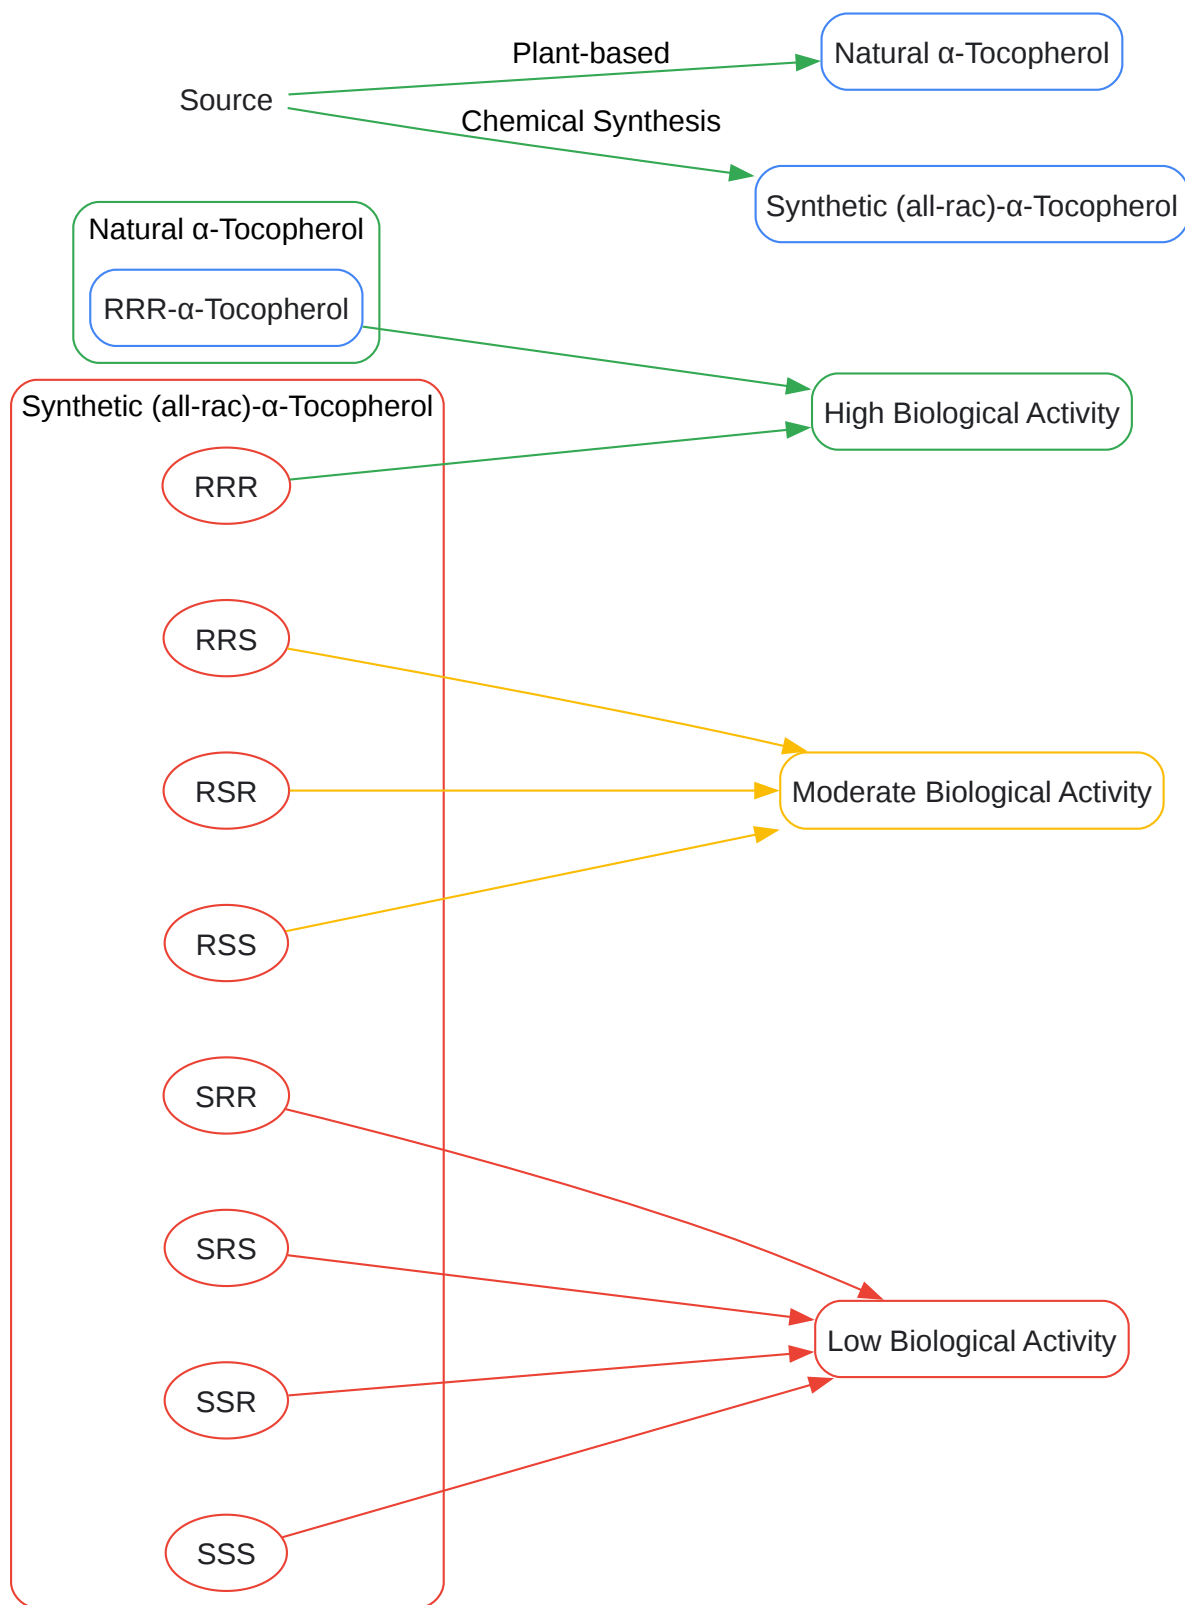 Plant-based
Natural α-Tocopherol
Source
Chemical Synthesis
Synthetic (all-rac)-α-Tocopherol
Natural α-Tocopherol
RRR-α-Tocopherol
High Biological Activity
Synthetic (all-rac)-α-Tocopherol
RRR
RRS
RSR
Moderate Biological Activity
RSS
SRR
SRS
Low Biological Activity
SSR
SSS